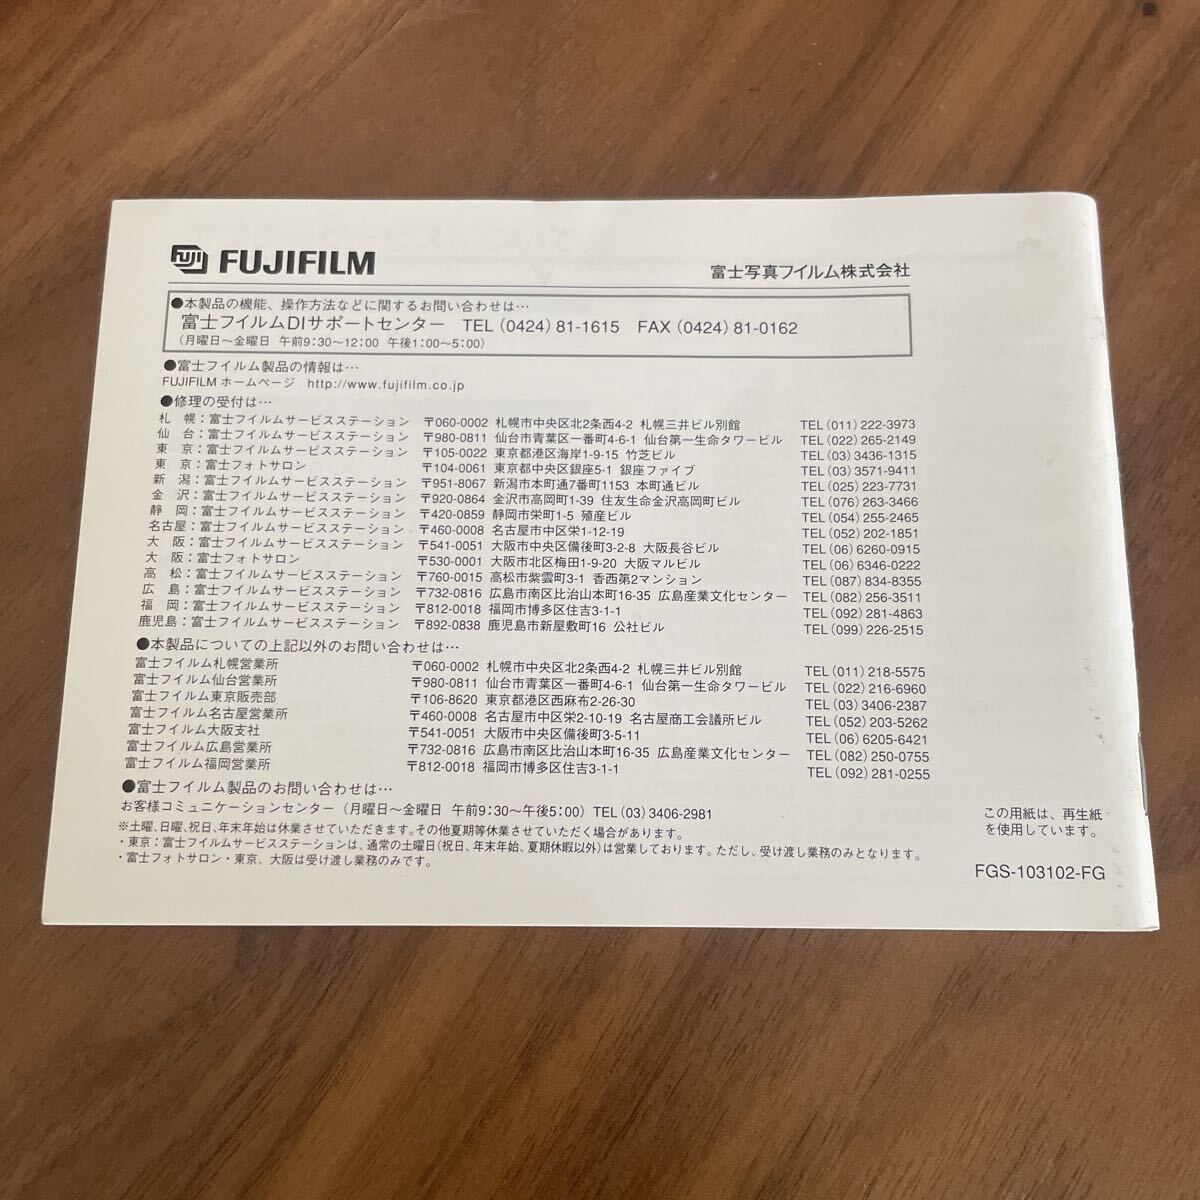 FUJI FUJIFILM
富士写真フイルム株式会社
●本製品の機能、操作方法などに関するお問い合わせは…
富士フイルムDIサポートセンター TEL(0424)81-1615 FAX(0424)81-0162
(月曜日〜金曜日 午前9:30〜12:00 午後1:00〜5:00)
●富士フイルム製品の情報は…
FUJIFILM ホームページ http://www.fujifilm.co.jp
●修理の受付は…
札 幌:富士フイルムサービスステーション 〒060-0002 札幌市中央区北2条西4-2 札幌三井ビル別館 TEL(011)222-3973
仙 台:富士フイルムサービスステーション 〒980-0811 仙台市青葉区一番町4-6-1 仙台第一生命タワービル TEL(022)265-2149
東 京:富士フイルムサービスステーション 〒105-0022 東京都港区海岸1-9-15 竹芝ビル TEL(03)3436-1315
東 京:富士フォトサロン 〒104-0061 東京都中央区銀座5-1 銀座ファイブ TEL(03)3571-9411
新 潟:富士フイルムサービスステーション 〒951-8067 新潟市本町通7番町1153 本町通ビル TEL(025)223-7731
金 沢:富士フイルムサービスステーション 〒920-0864 金沢市高岡町1-39 住友生命金沢高岡町ビル TEL(076)263-3466
静 岡:富士フイルムサービスステーション 〒420-0859 静岡市栄町1-5 殖産ビル TEL(054)255-2465
名古屋:富士フイルムサービスステーション 〒460-0008 名古屋市中区栄1-12-19 TEL(052)202-1851
大 阪:富士フイルムサービスステーション 〒541-0051 大阪市中央区備後町3-2-8 大阪長谷ビル TEL(06)6260-0915
大 阪:富士フォトサロン 〒530-0001 大阪市北区梅田1-9-20 大阪マルビル TEL(06)6346-0222
高 松:富士フイルムサービスステーション 〒760-0015 高松市紫雲町3-1 香西第2マンション TEL(087)834-8355
広 島:富士フイルムサービスステーション 〒732-0816 広島市南区比治山本町16-35 広島産業文化センター TEL(082)256-3511
福 岡:富士フイルムサービスステーション 〒812-0018 福岡市博多区住吉3-1-1 TEL(092)281-4863
鹿児島:富士フイルムサービスステーション 〒892-0838 鹿児島市新屋敷町16 公社ビル TEL(099)226-2515
●本製品についての上記以外のお問い合わせは…
富士フイルム札幌営業所 〒060-0002 札幌市中央区北2条西4-2 札幌三井ビル別館 TEL(011)218-5575
富士フイルム仙台営業所 〒980-0811 仙台市青葉区一番町4-6-1 仙台第一生命タワービル TEL(022)216-6960
富士フイルム東京販売部 〒106-8620 東京都港区西麻布2-26-30 TEL(03)3406-2387
富士フイルム名古屋営業所 〒460-0008 名古屋市中区栄2-10-19 名古屋商工会議所ビル TEL(052)203-5262
富士フイルム大阪支社 〒541-0051 大阪市中央区備後町3-5-11 TEL(06)6205-6421
富士フイルム広島営業所 〒732-0816 広島市南区比治山本町16-35 広島産業文化センター TEL(082)250-0755
富士フイルム福岡営業所 〒812-0018 福岡市博多区住吉3-1-1 TEL(092)281-0255
●富士フイルム製品のお問い合わせは…
お客様コミュニケーションセンター (月曜日〜金曜日 午前9:30〜午後5:00) TEL(03)3406-2981
※土曜、日曜、祝日、年末年始は休業させていただきます。その他夏期等休業させていただく場合があります。
・東京:富士フイルムサービスステーションは、通常の土曜日(祝日、年末年始、夏期休暇以外)は営業しております。ただし、受け渡し業務のみとなります。
・富士フォトサロン・東京、大阪は受け渡し業務のみです。
この用紙は、再生紙
を使用しています。
FGS-103102-FG